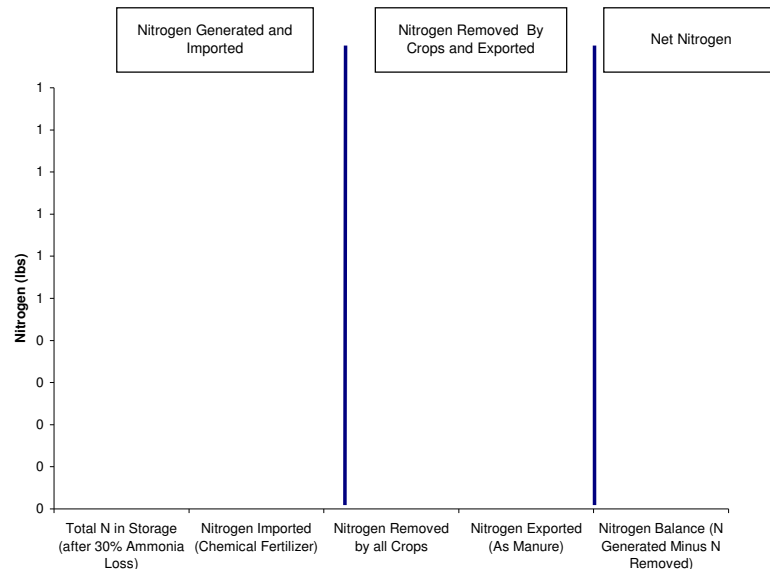 Nitrogen Generated and
Imported
Nitrogen Removed By
Crops and Exported
Net Nitrogen
1
1
1
1
1
1
0
0
0
0
0
Nitrogen (lbs)
Total N in Storage
(after 30% Ammonia
Loss)
Nitrogen Imported
(Chemical Fertilizer)
Nitrogen Removed
by all Crops
Nitrogen Exported
(As Manure)
Nitrogen Balance (N
Generated Minus N
Removed)